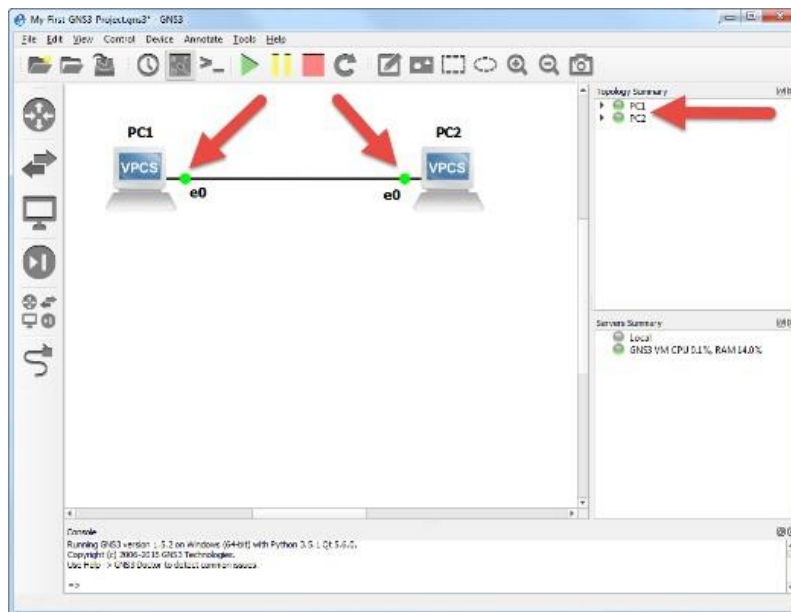 My First GNS3 Project.gns3* - GNS3
File Edit View Control Device Annotate Tools Help
Topology Summary
PC1
PC2
PC1
PC2
VPCS
VPCS
e0
e0
Servers Summary
Local
GNS3 VM CPU 0.1%, RAM 14.0%
Console
Running GNS3 version 1.5.2 on Windows (64-bit) with Python 3.5.1 Qt 5.6.0.
Copyright (c) 2006-2016 GNS3 Technologies.
Use Help -> GNS3 Doctor to detect common issues.
=>